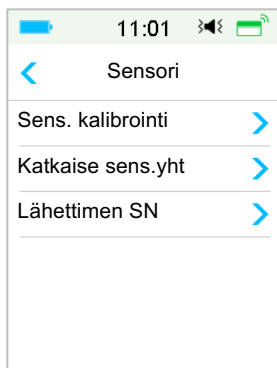 11:01
Sensori
Sens. kalibrointi
Katkaise sens.yht
Lähettimen SN